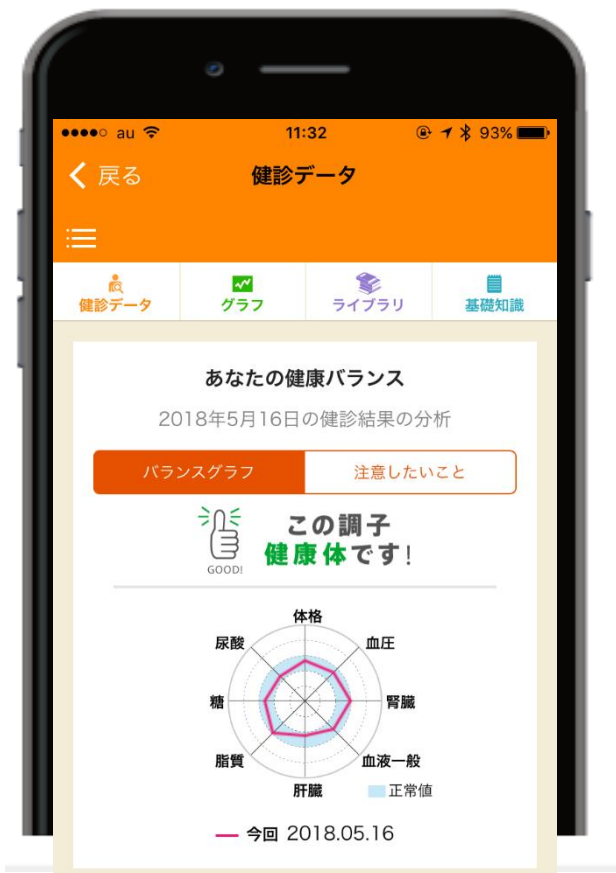 ●●●●○ au 11:32 93%
戻る 健診データ
健診データ グラフ ライブラリ 基礎知識
あなたの健康バランス
2018年5月16日の健診結果の分析
バランスグラフ 注意したいこと
GOOD!
この調子
健康体です!
体格
尿酸 血圧
糖 腎臓
脂質 血液一般
肝臓 正常値
今回 2018.05.16